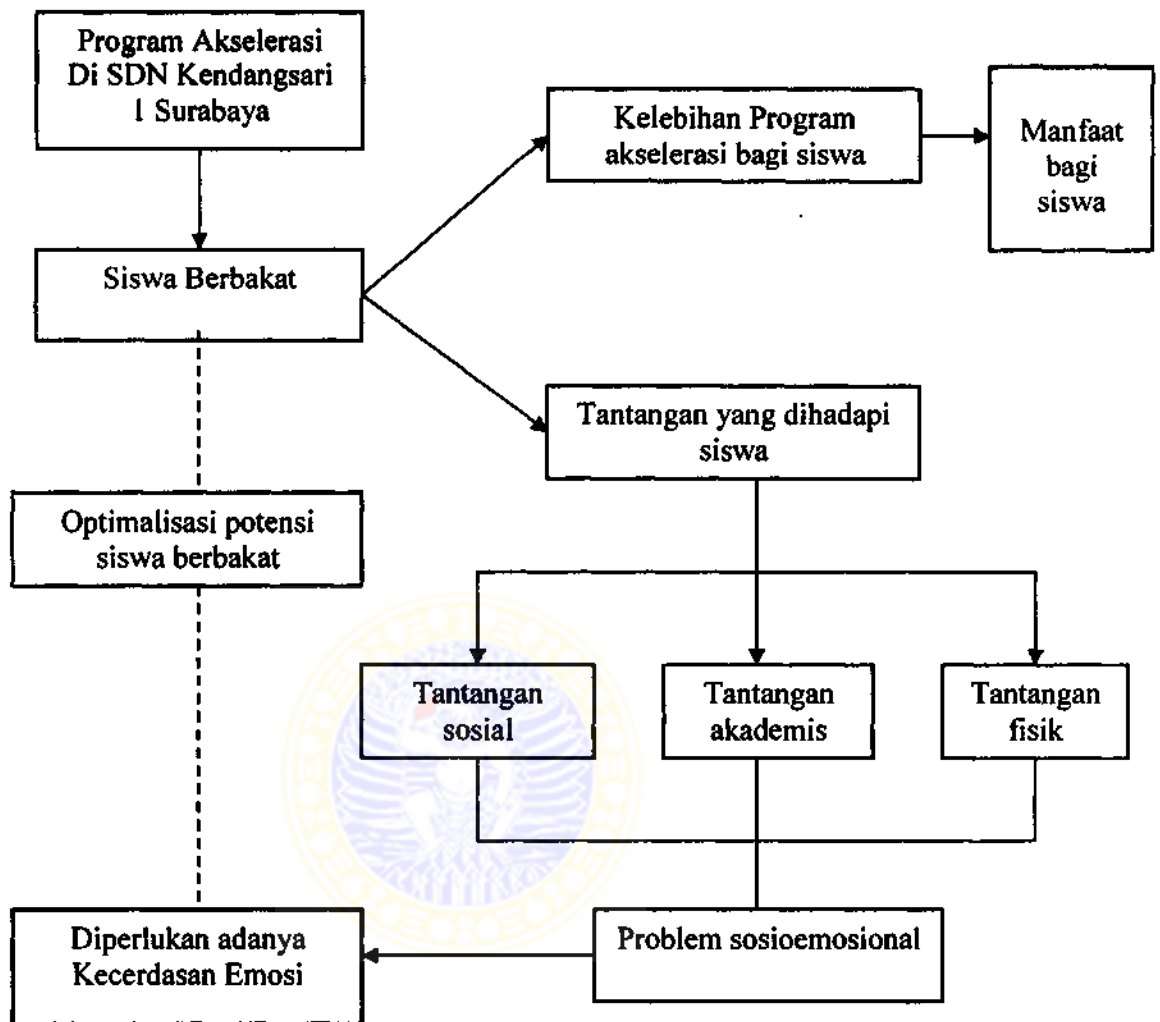 Program Akselerasi
Di SDN Kendangsari
1 Surabaya
Kelebihan Program
akselerasi bagi siswa
Manfaat
bagi
siswa
Siswa Berbakat
Tantangan yang dihadapi
siswa
Optimalisasi potensi
siswa berbakat
Tantangan
sosial
Tantangan
akademis
Tantangan
fisik
Diperlukan adanya
Kecerdasan Emosi
Problem sosioemosional